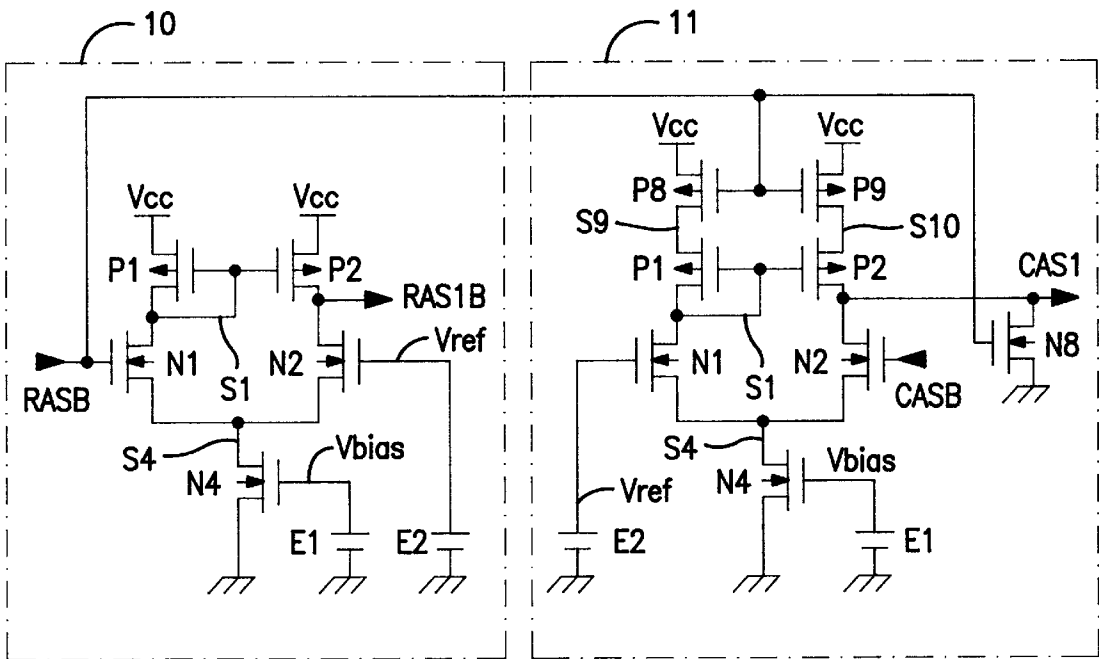 10
11
Vcc
Vcc
P8
P9
Vcc
Vcc
S9
S10
P1
P2
P1
P2
CAS1
RAS1B
Vref
N1
N2
N1
N2
N8
RASB
S1
S1
CASB
S4
Vbias
S4
Vbias
N4
Vref
N4
E1
E2
E2
E1